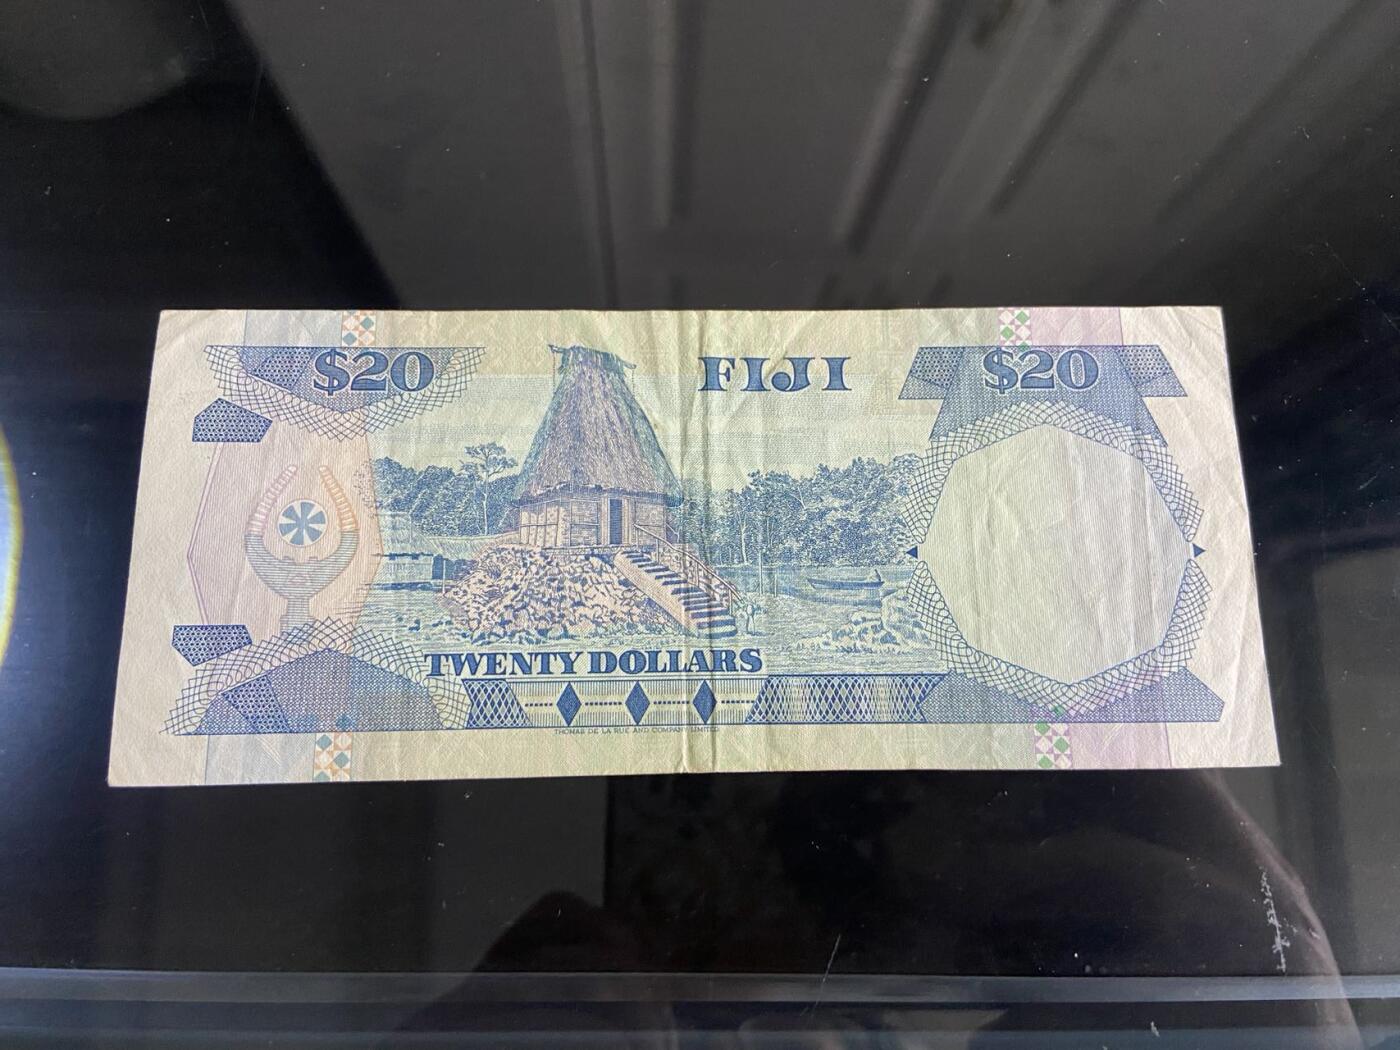 $20
FIJI
$20
TWENTY DOLLARS
THOMAS DE LA RUE AND COMPANY LIMITED